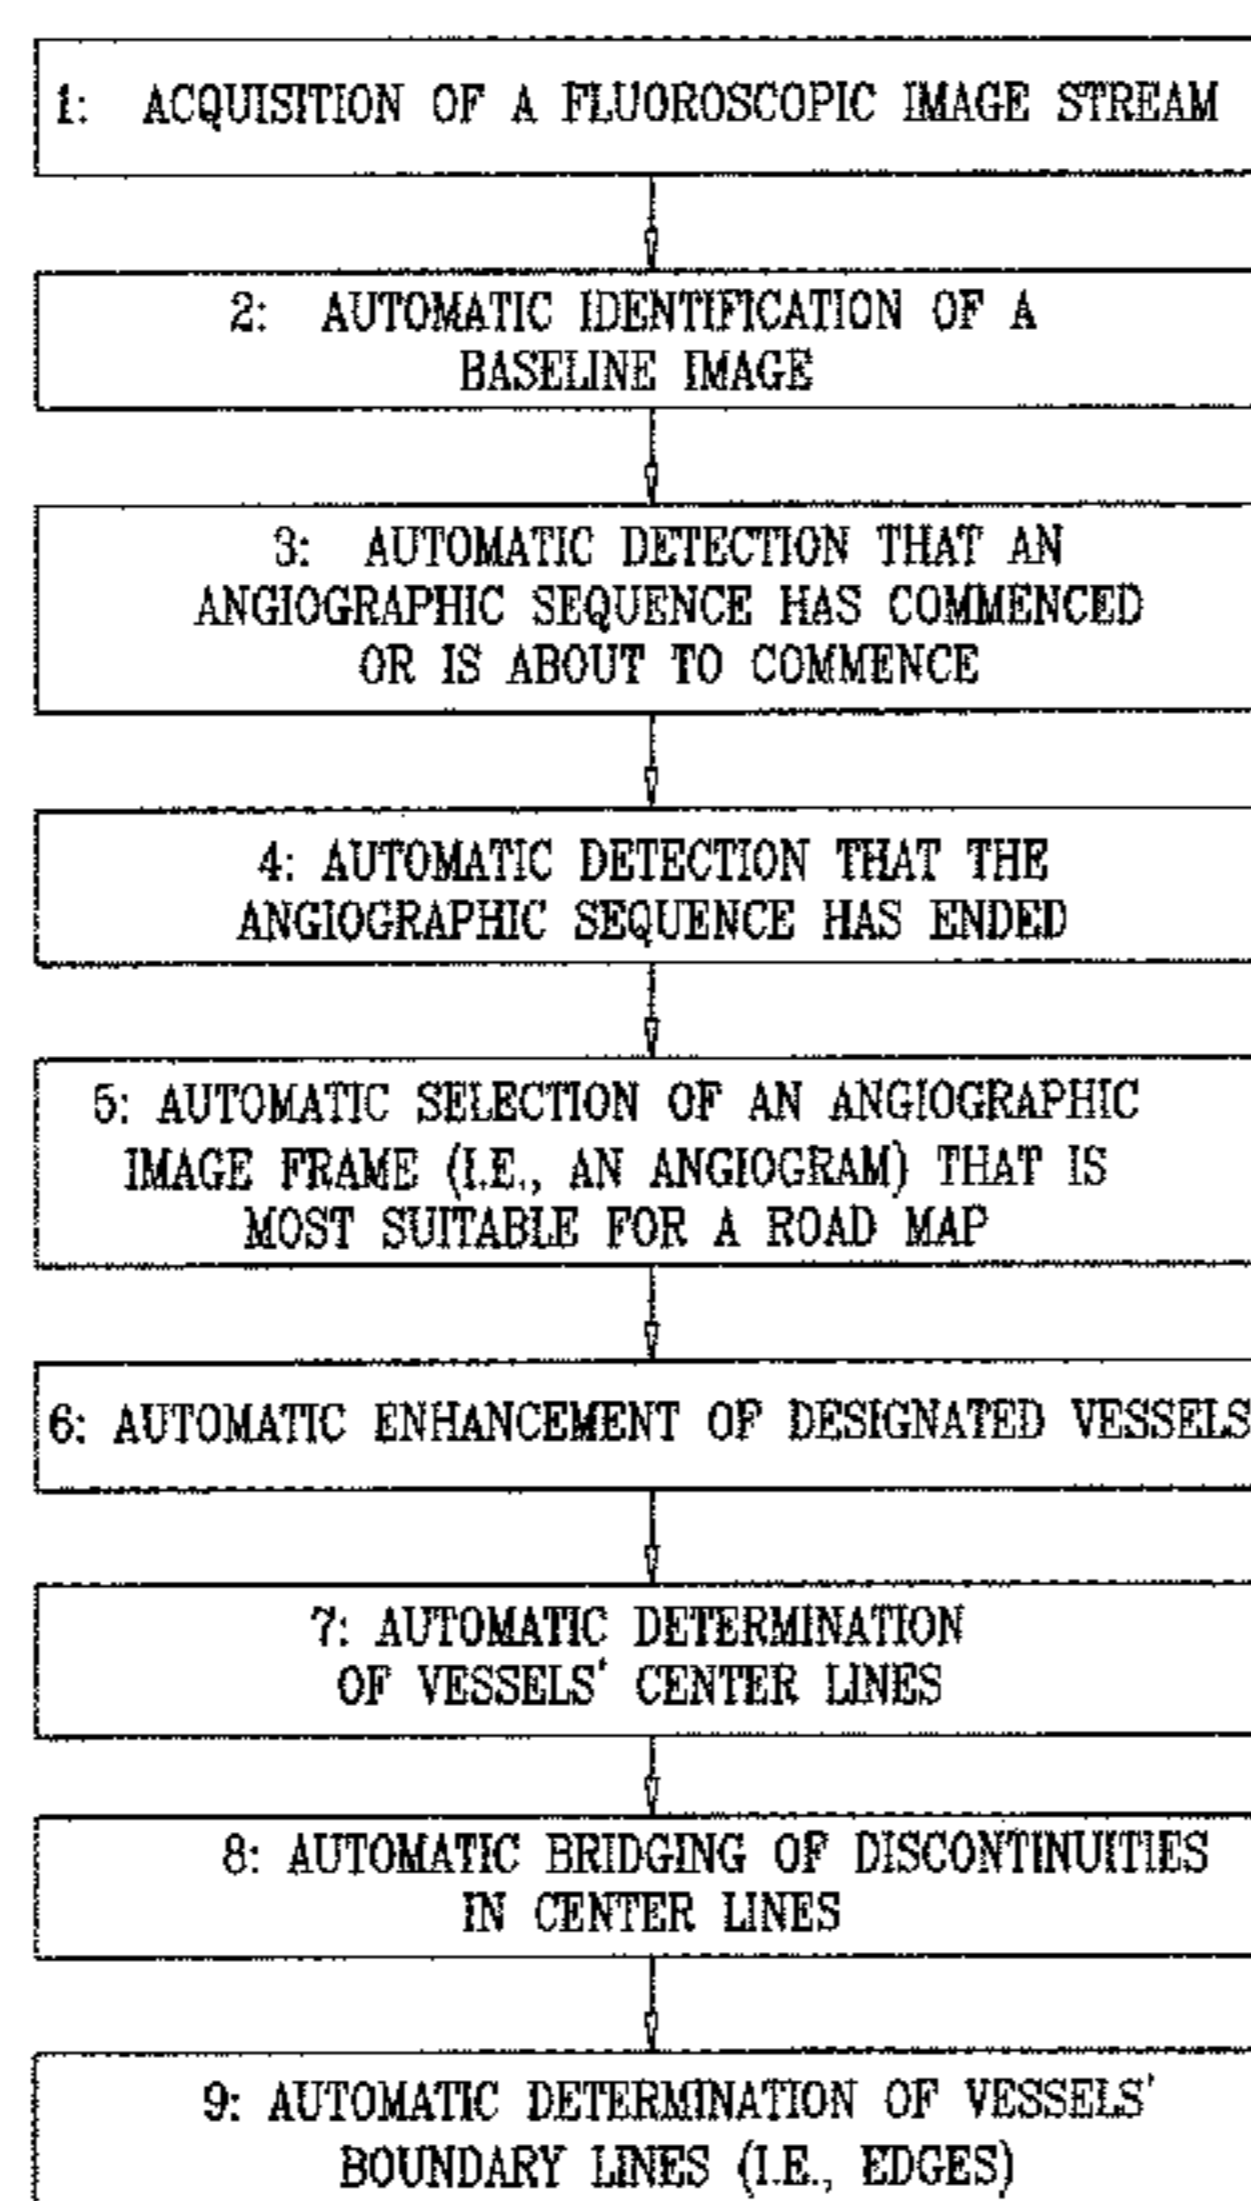 1: ACQUISITION OF A FLUOROSCOPIC IMAGE STREAM
2: AUTOMATIC IDENTIFICATION OF A
BASELINE IMAGE
3: AUTOMATIC DETECTION THAT AN
ANGIOGRAPHIC SEQUENCE HAS COMMENCED
OR IS ABOUT TO COMMENCE
4: AUTOMATIC DETECTION THAT THE
ANGIOGRAPHIC SEQUENCE HAS ENDED
5: AUTOMATIC SELECTION OF AN ANGIOGRAPHIC
IMAGE FRAME (I.E., AN ANGIOGRAM) THAT IS
MOST SUITABLE FOR A ROAD MAP
6: AUTOMATIC ENHANCEMENT OF DESIGNATED VESSELS
7: AUTOMATIC DETERMINATION
OF VESSELS' CENTER LINES
8: AUTOMATIC BRIDGING OF DISCONTINUITIES
IN CENTER LINES
9: AUTOMATIC DETERMINATION OF VESSELS'
BOUNDARY LINES (I.E., EDGES)